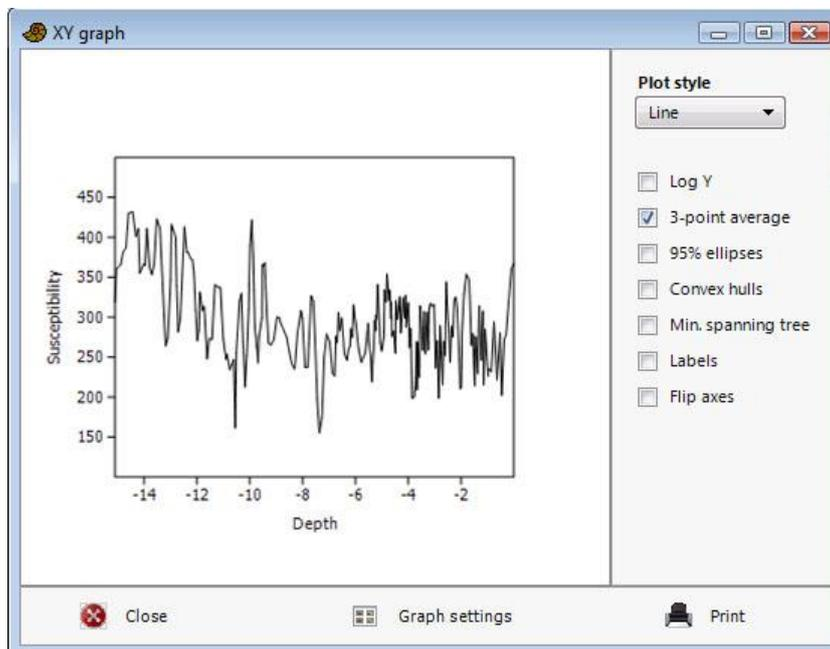 XY graph
Plot style
Line
Log Y
3-point average
95% ellipses
Convex hulls
Min. spanning tree
Labels
Flip axes
450
400
350
300
250
200
150
Susceptibility
-14 -12 -10 -8 -6 -4 -2
Depth
Close Graph settings Print